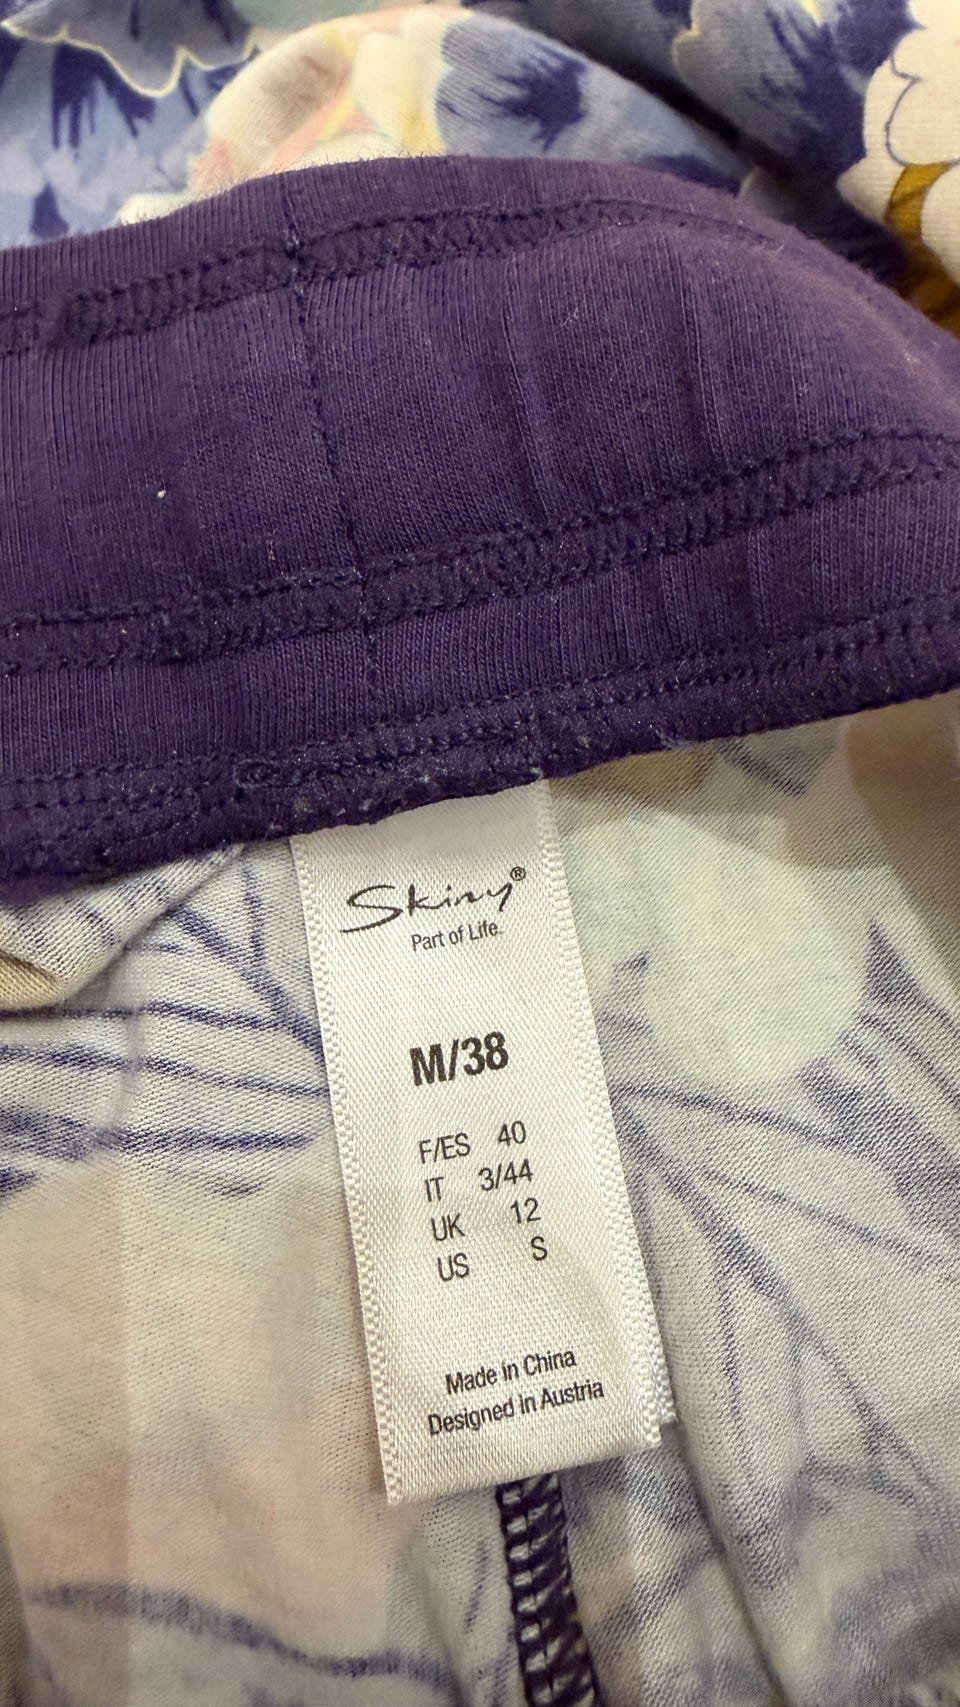 Skiny®
Part of Life.
M/38
F/ES 40
IT 3/44
UK 12
US S
Made in China
Designed in Austria